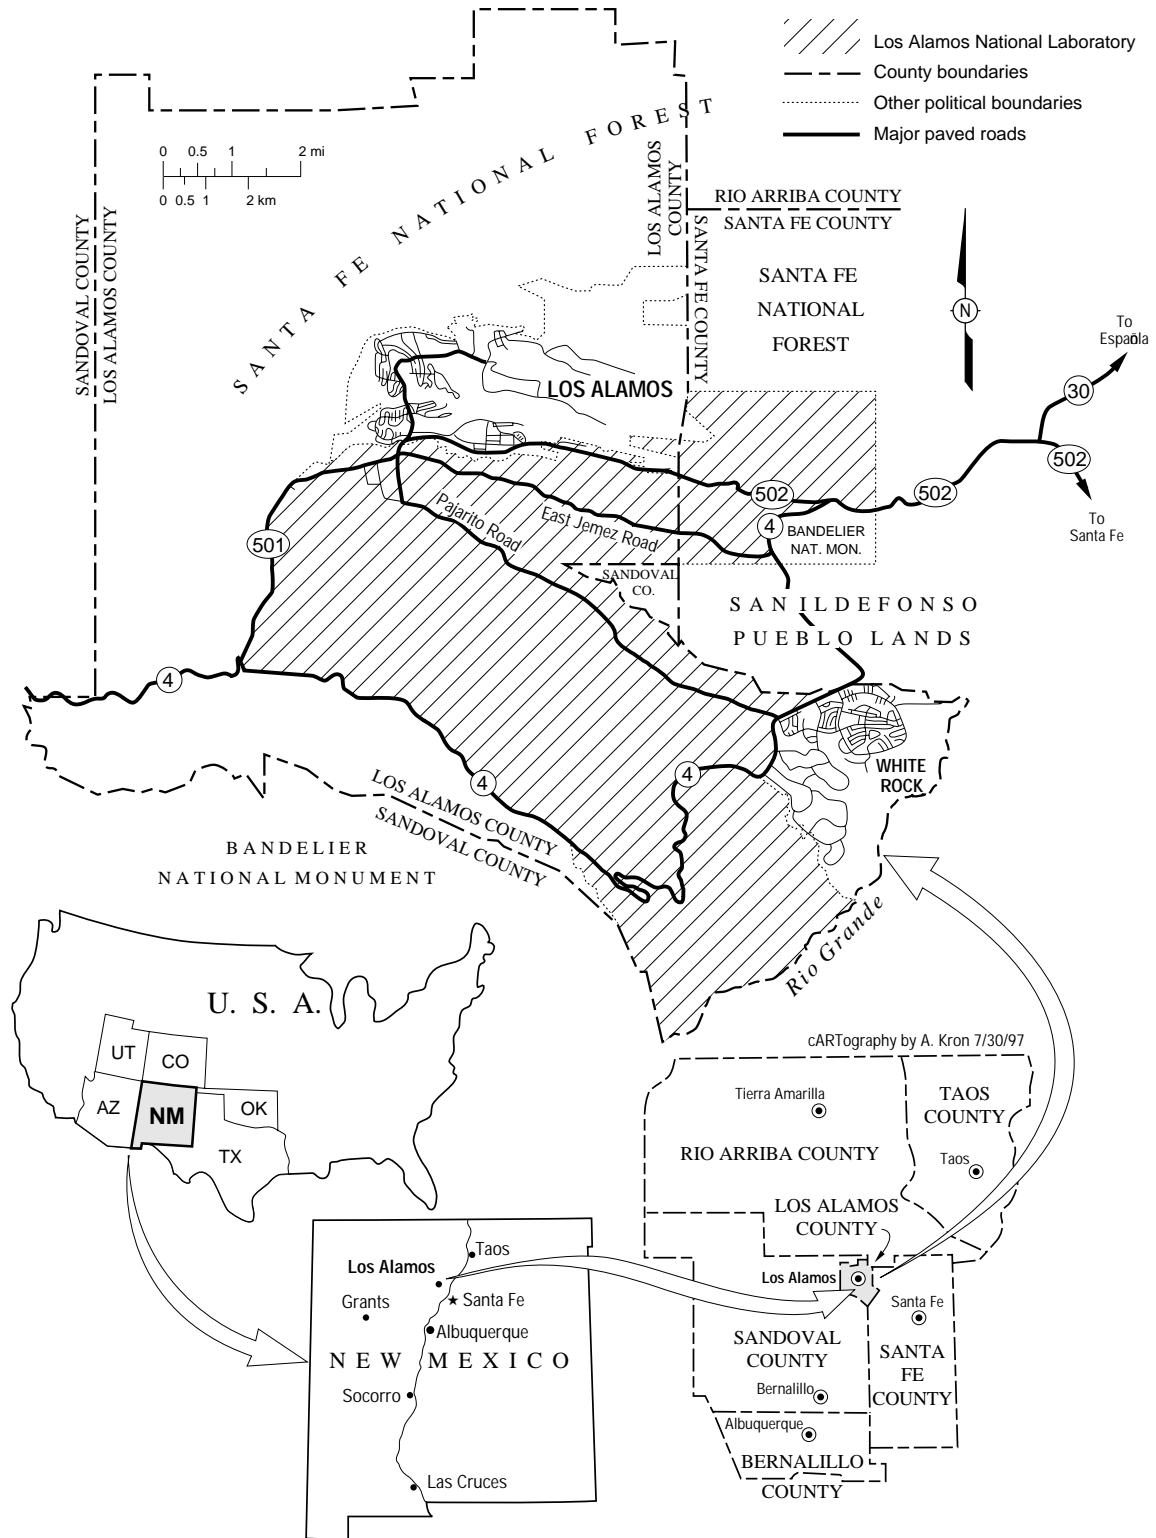 Los Alamos National Laboratory
County boundaries
Other political boundaries
Major paved roads
0 0.5 1 2 mi
0 0.5 1 2 km
SANTA FE NATIONAL FOREST
SANDOVAL COUNTY
LOS ALAMOS COUNTY
LOS ALAMOS
COUNTY
SANTA FE COUNTY
RIO ARRIBA COUNTY
SANTA FE COUNTY
SANTA FE
NATIONAL
FOREST
N
To
Española
30
LOS ALAMOS
502
502
502
To
Santa Fe
4
BANDELIER
NAT. MON.
501
Pajarito Road
East Jemez Road
SANDOVAL
CO.
SAN ILDEFONSO
PUEBLO LANDS
4
4
4
WHITE
ROCK
LOS ALAMOS COUNTY
SANDOVAL COUNTY
BANDELIER
NATIONAL MONUMENT
Rio Grande
U. S. A.
UT
CO
AZ
NM
OK
TX
cARTography by A. Kron 7/30/97
Tierra Amarilla
TAOS
COUNTY
RIO ARRIBA COUNTY
Taos
LOS ALAMOS
COUNTY
Los Alamos
Santa Fe
SANDOVAL
COUNTY
SANTA
FE
COUNTY
Bernalillo
Albuquerque
BERNALILLO
COUNTY
Taos
Los Alamos
Grants
Santa Fe
Albuquerque
NEW MEXICO
Socorro
Las Cruces